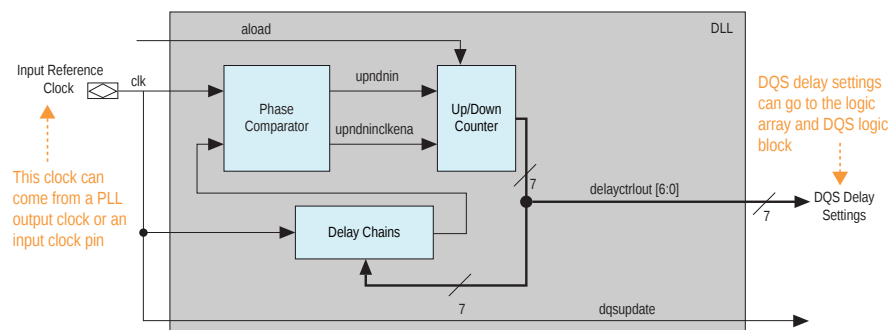 DLL
aload
Input Reference
Clock
clk
upndnin
Phase
Comparator
Up/Down
Counter
upndninclkena
DQS delay settings
can go to the logic
array and DQS logic
block
This clock can
come from a PLL
output clock or an
input clock pin
7
delayctrlout [6:0]
7
DQS Delay
Settings
Delay Chains
7
dqsupdate